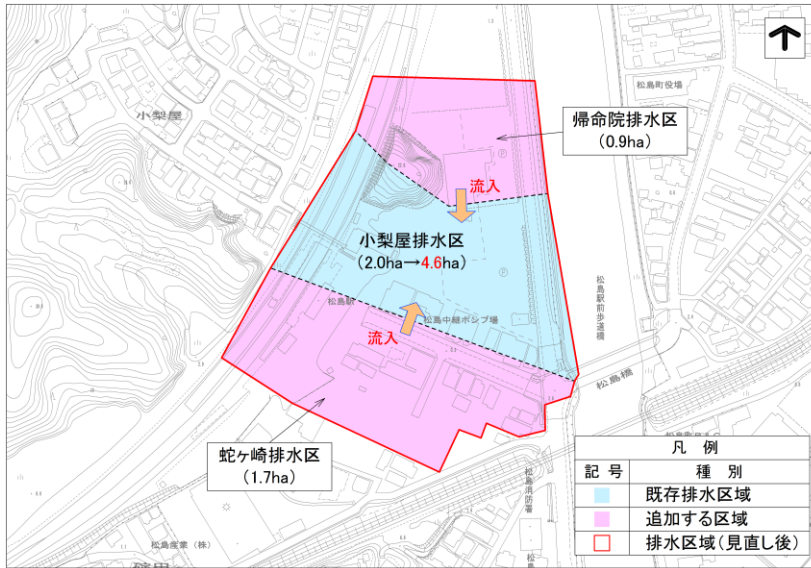 松島町役場
小梨屋
帰命院排水区
(0.9ha)
流入
小梨屋排水区
(2.0ha→4.6ha)
松島駅
松島中継ポンプ場
流入
松島駅前歩道橋
松島橋
蛇ヶ崎排水区
(1.7ha)
松島消防署
松島産業(株)
凡 例
記 号 種 別
既存排水区域
追加する区域
排水区域(見直し後)